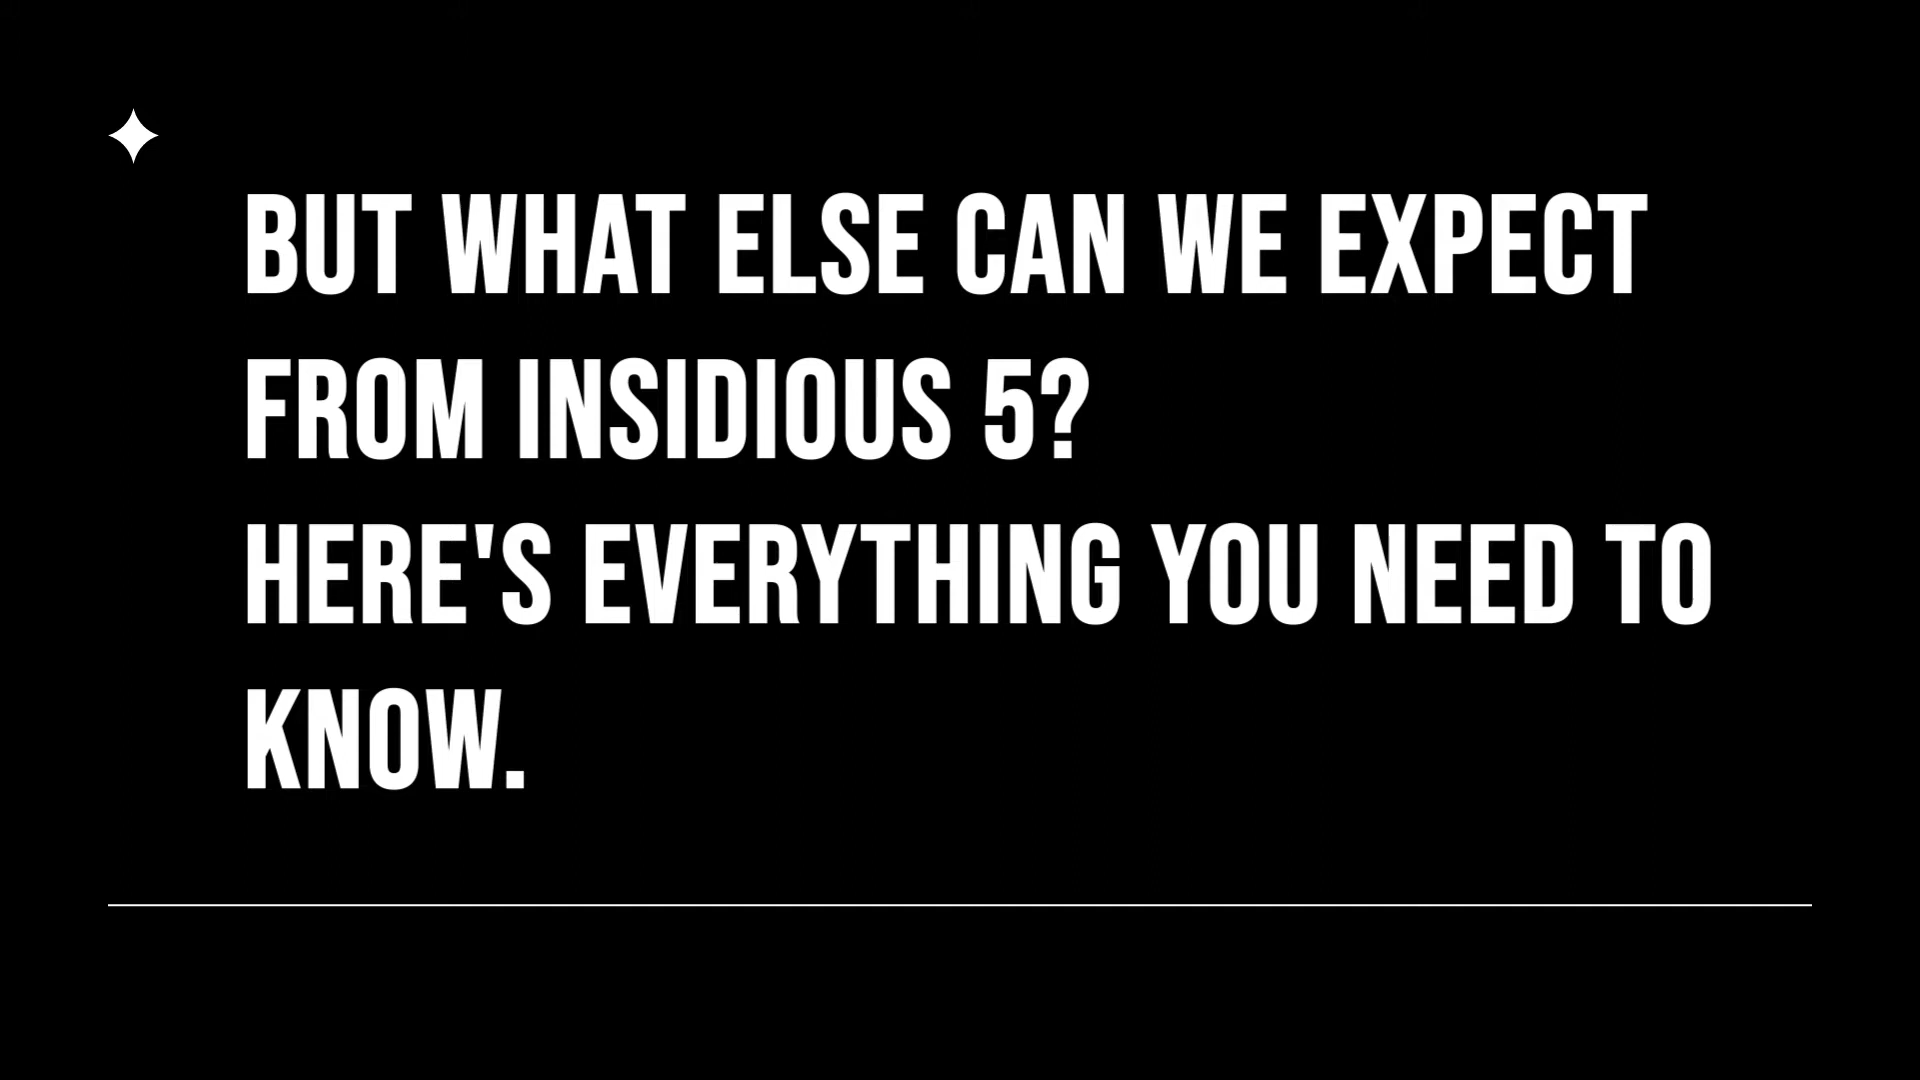 BUT WHAT ELSE CAN WE EXPECT
FROM INSIDIOUS 5?
HERE'S EVERYTHING YOU NEED TO
KNOW.